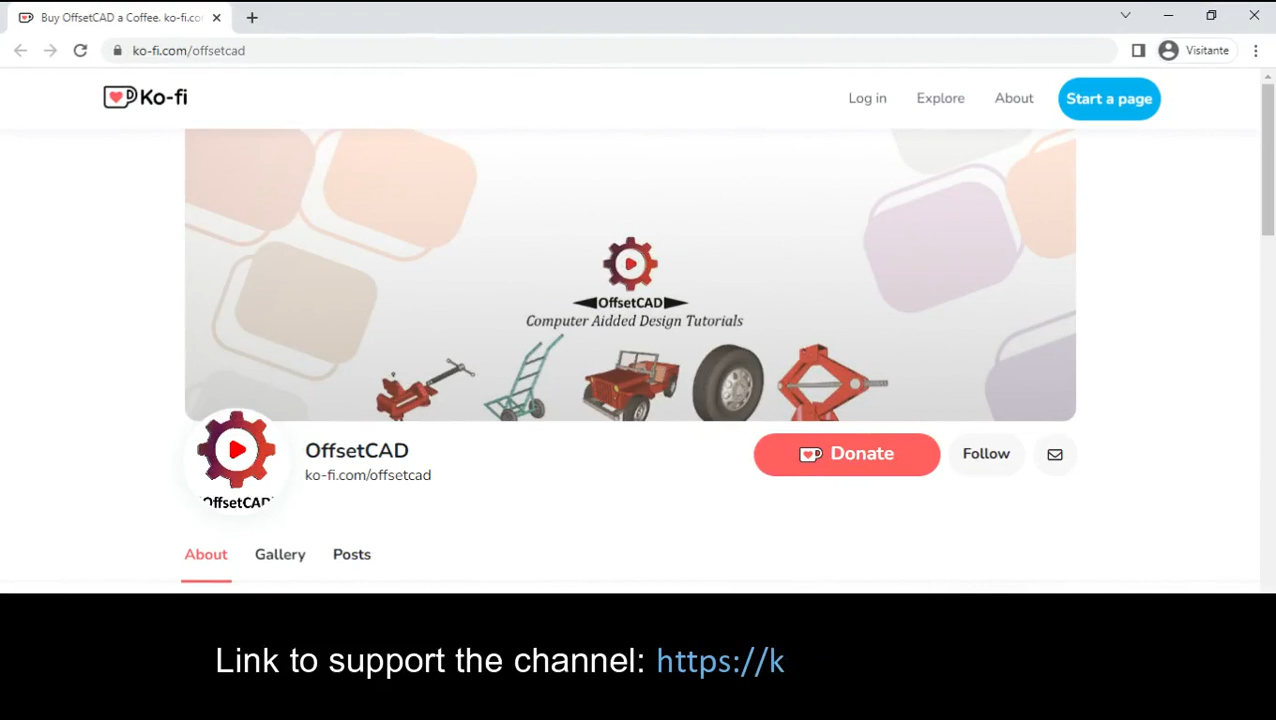 Buy OffsetCAD a Coffee. ko-fi.co
ko-fi.com/offsetcad
Visitante
Ko-fi
Log in
Explore
About
Start a page
OffsetCAD
Computer Aidded Design Tutorials
OffsetCAD
OffsetCAD
ko-fi.com/offsetcad
Donate
Follow
About
Gallery
Posts
Link to support the channel: https://k